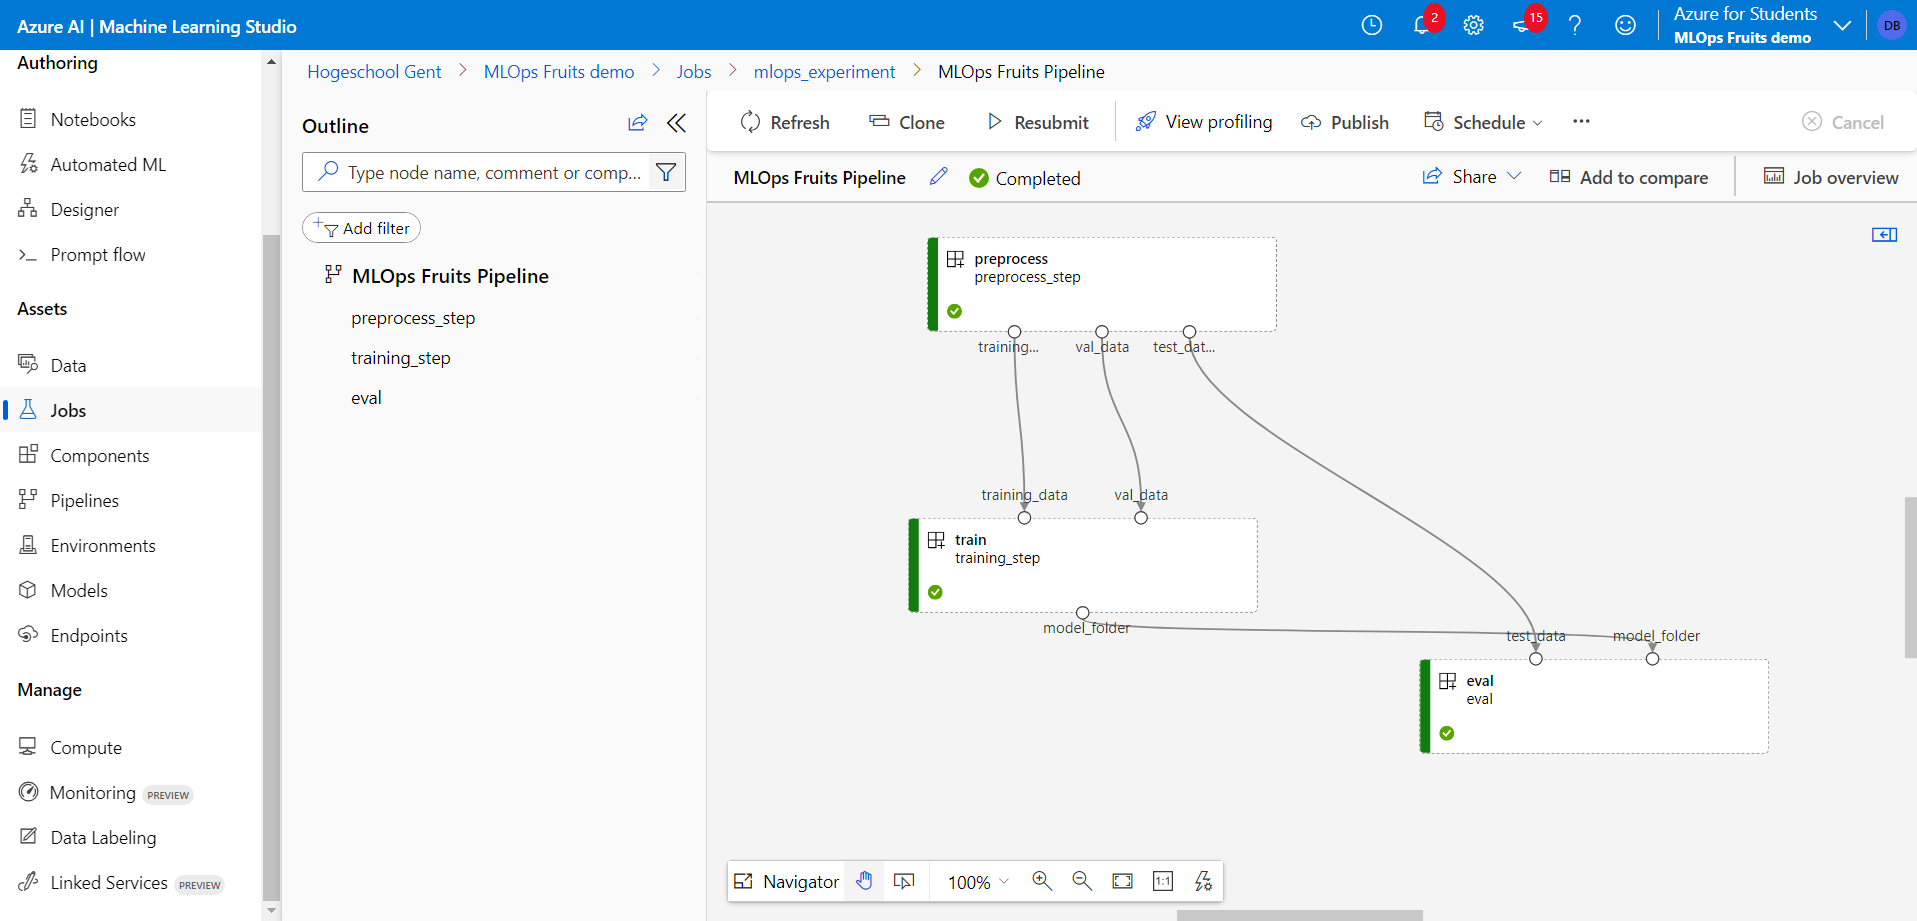 Azure AI | Machine Learning Studio
2
15
Azure for Students
MLOps Fruits demo
DB
Authoring
Notebooks
Automated ML
Designer
Prompt flow
Assets
Data
Jobs
Components
Pipelines
Environments
Models
Endpoints
Manage
Compute
Monitoring PREVIEW
Data Labeling
Linked Services PREVIEW
Hogeschool Gent > MLOps Fruits demo > Jobs > mlops_experiment > MLOps Fruits Pipeline
Outline
Type node name, comment or comp...
Add filter
MLOps Fruits Pipeline
preprocess_step
training_step
eval
Refresh Clone Resubmit View profiling Publish Schedule ... Cancel
MLOps Fruits Pipeline Completed Share Add to compare Job overview
preprocess
preprocess_step
training... val_data test_dat...
training_data val_data
train
training_step
model_folder
test_data model_folder
eval
eval
Navigator 100% 1:1